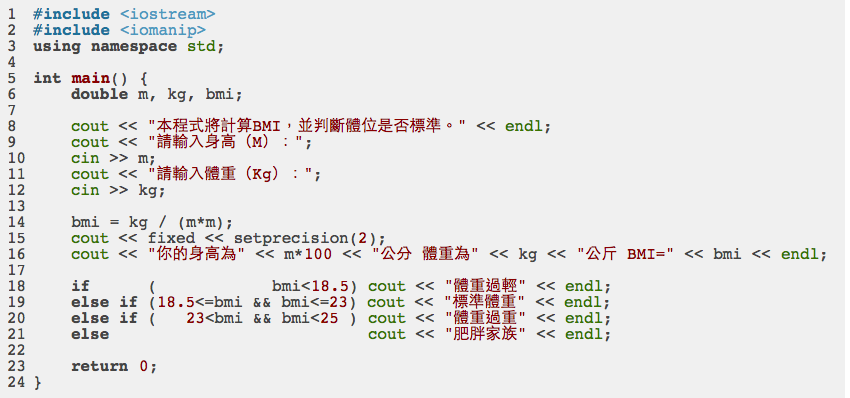 1 #include <iostream>
2 #include <iomanip>
3 using namespace std;
4
5 int main() {
6     double m, kg, bmi;
7
8     cout << "本程式將計算BMI，並判斷體位是否標準。" << endl;
9     cout << "請輸入身高（M）：";
10     cin >> m;
11     cout << "請輸入體重（Kg）：";
12     cin >> kg;
13
14     bmi = kg / (m*m);
15     cout << fixed << setprecision(2);
16     cout << "你的身高為" << m*100 << "公分 體重為" << kg << "公斤 BMI=" << bmi << endl;
17
18     if      (            bmi<18.5) cout << "體重過輕" << endl;
19     else if (18.5<=bmi && bmi<=23) cout << "標準體重" << endl;
20     else if (   23<bmi && bmi<25 ) cout << "體重過重" << endl;
21     else                           cout << "肥胖家族" << endl;
22
23     return 0;
24 }